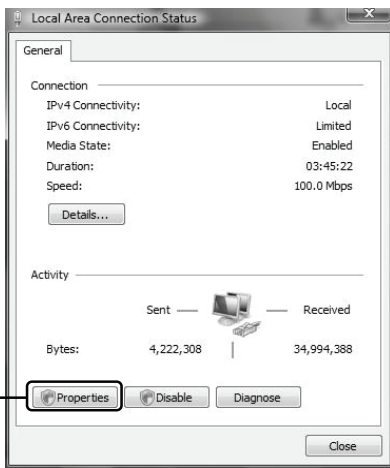 Local Area Connection Status
General
Connection
IPv4 Connectivity: Local
IPv6 Connectivity: Limited
Media State: Enabled
Duration: 03:45:22
Speed: 100.0 Mbps
Details...
Activity
Sent Received
Bytes: 4,222,308 34,994,388
Properties Disable Diagnose
Close